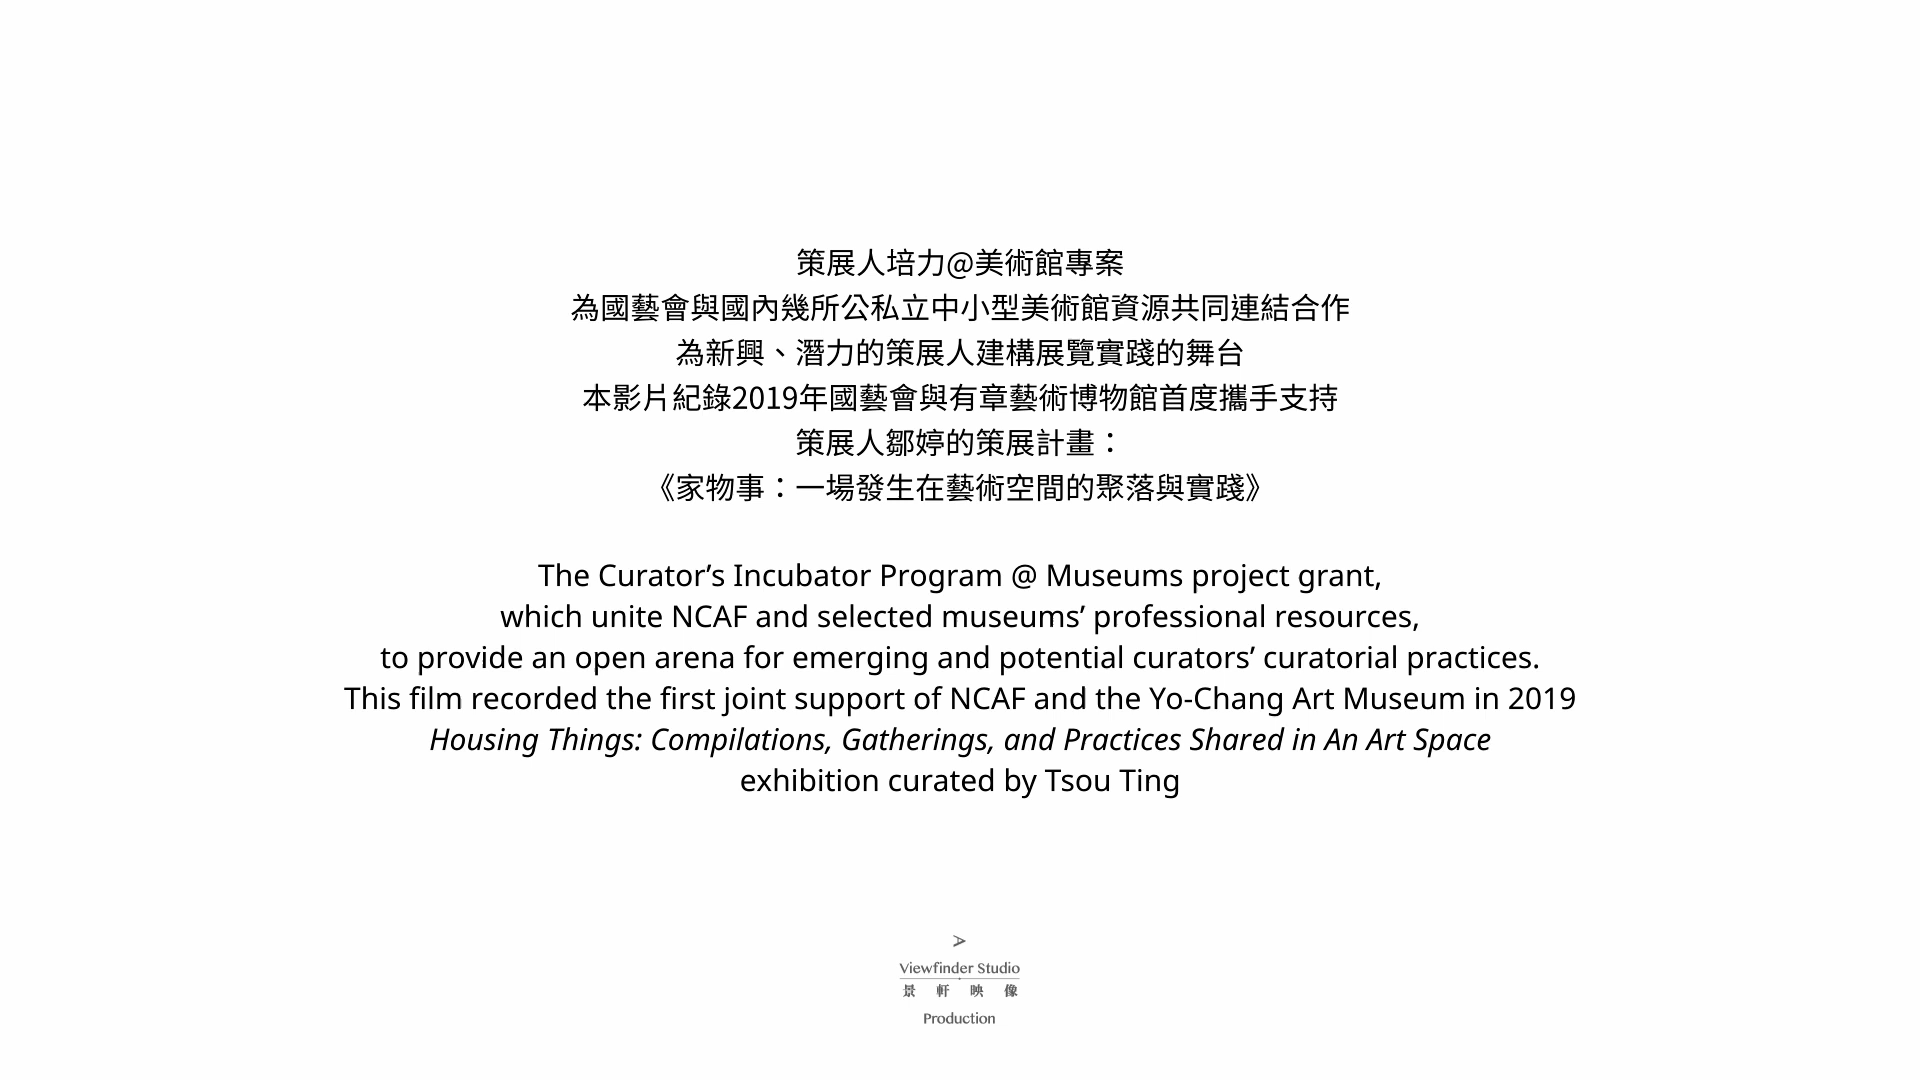 策展人培力@美術館專案
為國藝會與國內幾所公私立中小型美術館資源共同連結合作
為新興、潛力的策展人建構展覽實踐的舞台
本影片紀錄2019年國藝會與有章藝術博物館首度攜手支持
策展人鄒婷的策展計畫：
《家物事：一場發生在藝術空間的聚落與實踐》
The Curator’s Incubator Program @ Museums project grant,
which unite NCAF and selected museums’ professional resources,
to provide an open arena for emerging and potential curators’ curatorial practices.
This film recorded the first joint support of NCAF and the Yo-Chang Art Museum in 2019
Housing Things: Compilations, Gatherings, and Practices Shared in An Art Space
exhibition curated by Tsou Ting
Viewfinder Studio
景軒映像
Production